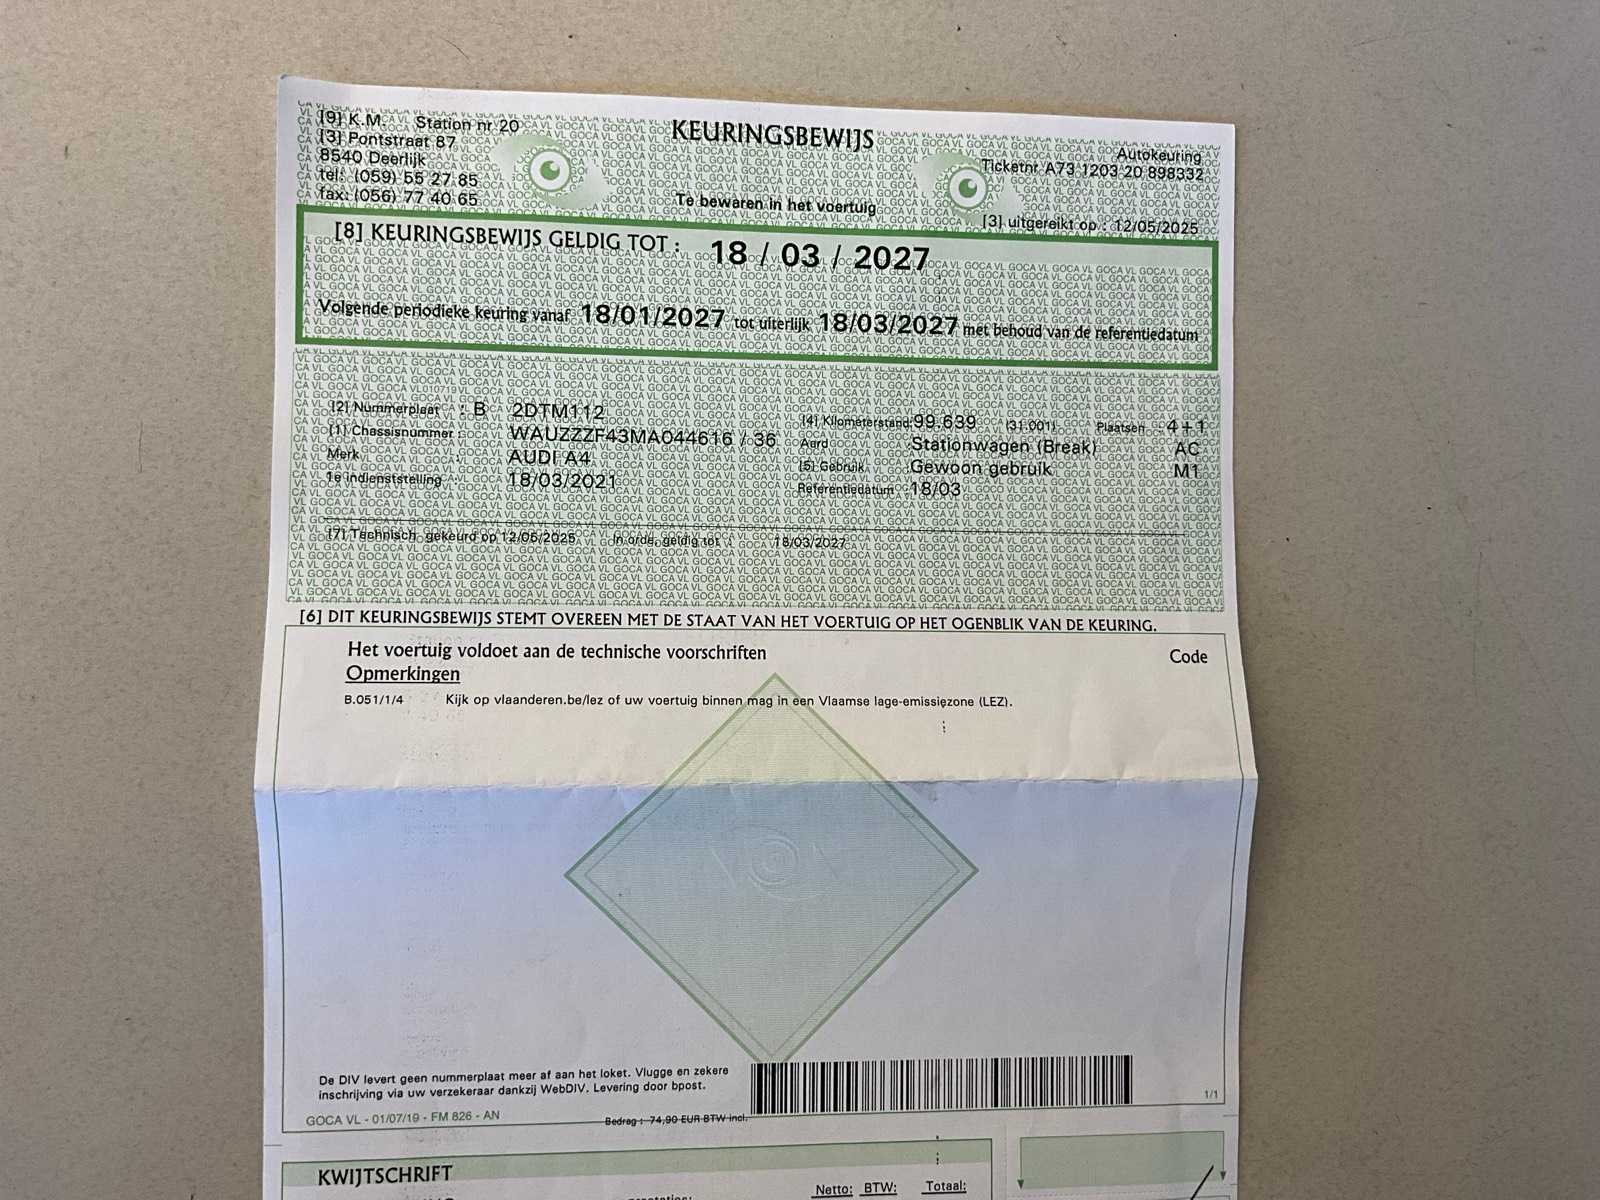 [9] K.M. Station nr 20
[3] Pontstraat 87
8540 Deerlijk
tel: (059) 55 27 85
fax: (056) 77 40 65
KEURINGSBEWIJS
Te bewaren in het voertuig
Autokeuring
Ticketnr A73 1203 20 898332
[3] uitgereikt op : 12/05/2025
[8] KEURINGSBEWIJS GELDIG TOT : 18 / 03 / 2027
Volgende periodieke keuring vanaf 18/01/2027 tot uiterlijk 18/03/2027 met behoud van de referentiedatum
[2] Nummerplaat : B 2DTM112
[1] Chassisnummer : WAUZZZF43MA044616 / 36
Merk : AUDI A4
1e indienststelling : 18/03/2021
[4] Kilometerstand: 99.639 (31.001) Plaatsen 4+1
Aard Stationwagen (Break) AC
[5] Gebruik : Gewoon gebruik M1
Referentiedatum : 18/03
[7] Technisch gekeurd op 12/05/2025 In orde, geldig tot : 18/03/2027
[6] DIT KEURINGSBEWIJS STEMT OVEREEN MET DE STAAT VAN HET VOERTUIG OP HET OGENBLIK VAN DE KEURING.
Het voertuig voldoet aan de technische voorschriften Code
Opmerkingen
B.051/1/4 Kijk op vlaanderen.be/lez of uw voertuig binnen mag in een Vlaamse lage-emissiezone (LEZ).
De DIV levert geen nummerplaat meer af aan het loket. Vlugge en zekere
inschrijving via uw verzekeraar dankzij WebDIV. Levering door bpost.
1/1
GOCA VL - 01/07/19 - FM 826 - AN
Bedrag : 74,90 EUR BTW incl.
KWIJTSCHRIFT
Netto: BTW: Totaal: